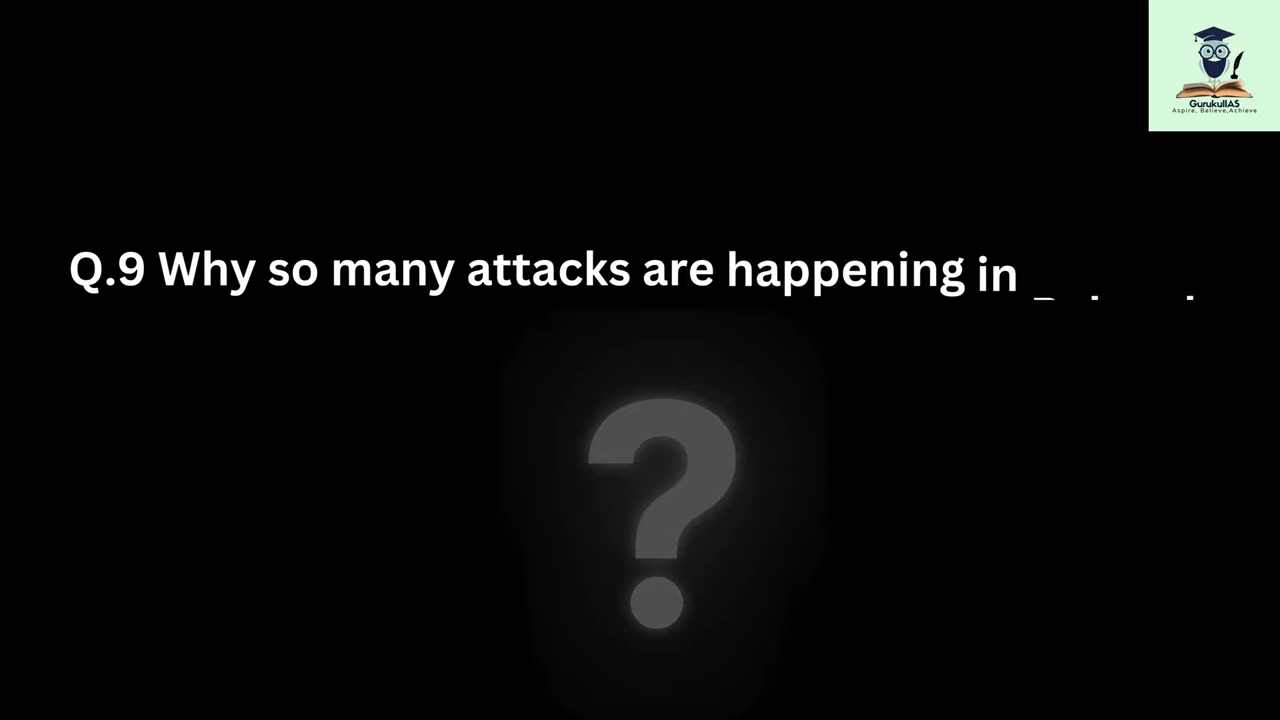 GurukulIAS
Aspire, Believe,Achieve
Q.9 Why so many attacks are happening in
?